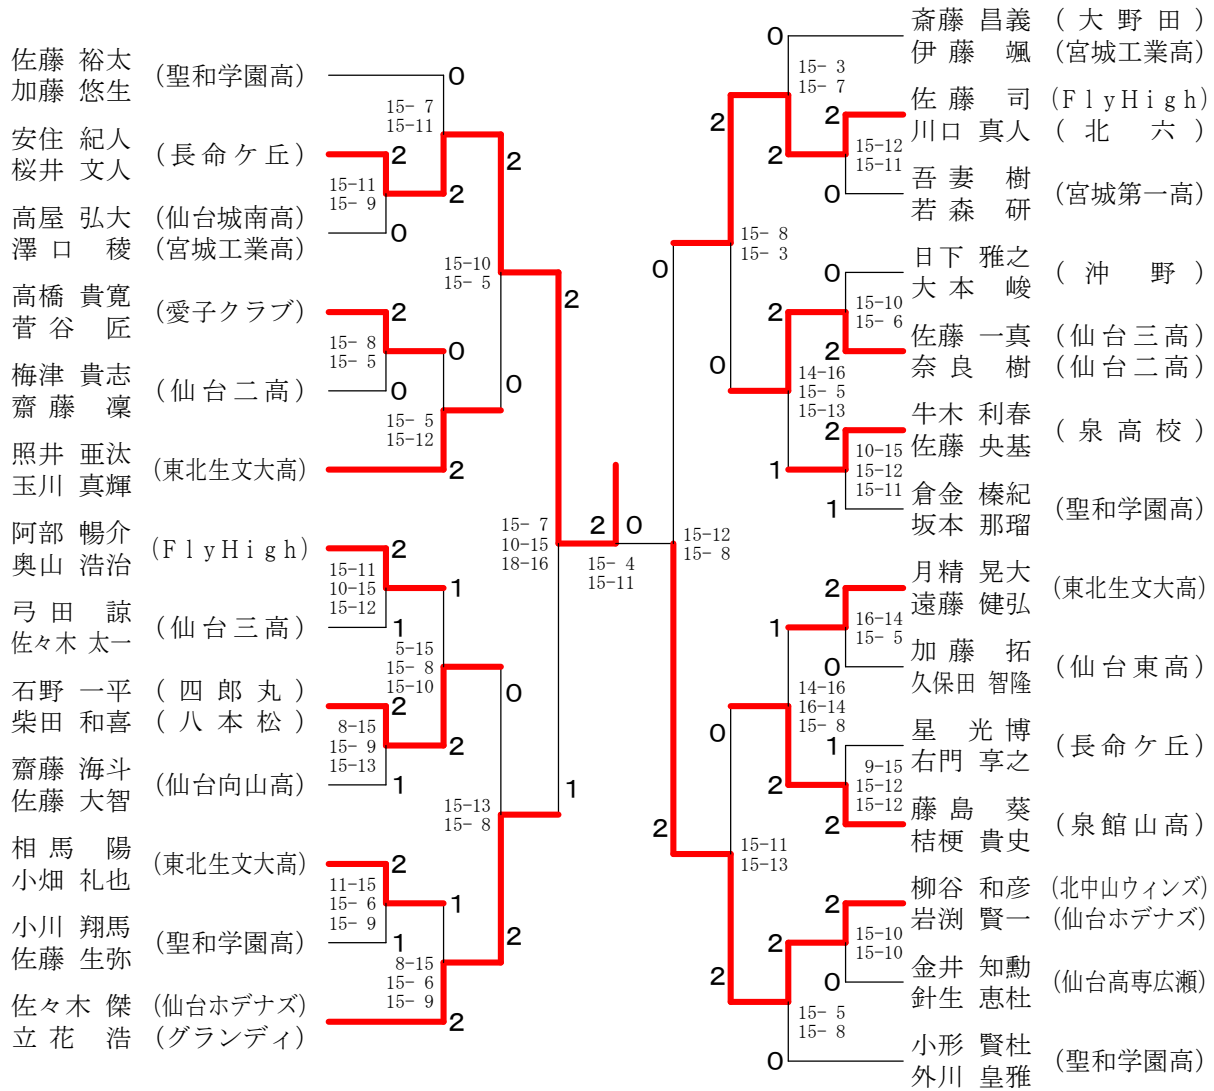 佐藤 裕太 (聖和学園高) 0
加藤 悠生
15- 7
15-11
安住 紀人 (長命ケ丘) 2
桜井 文人
2
2
15-11
15- 9
高屋 弘大 (仙台城南高) 0
澤口 稜 (宮城工業高)
15-10
15- 5
2
高橋 貴寛 (愛子クラブ) 2
菅谷 匠
0
0
15- 8
15- 5
梅津 貴志 (仙台二高) 0
齋藤 凜
15- 5
15-12
照井 亜汰 (東北生文大高) 2
玉川 真輝
15- 7
10-15
18-16
阿部 暢介 (FlyHigh) 2
奥山 浩治
1
15-11
10-15
15-12
弓田 諒 (仙台三高) 1
佐々木 太一
5-15
15- 8
15-10
0
石野 一平 (四郎丸) 2
柴田 和喜 (八本松)
2
8-15
15- 9
15-13
齋藤 海斗 (仙台向山高) 1
佐藤 大智
15-13
15- 8
1
相馬 陽 (東北生文大高) 2
小畑 礼也
1
2
11-15
15- 6
15- 9
小川 翔馬 (聖和学園高) 1
佐藤 生弥
8-15
15- 6
15- 9
佐々木 傑 (仙台ホデナズ) 2
立花 浩 (グランディ)
2 0
15- 4
15-11
0 斎藤 昌義 (大野田)
伊藤 颯 (宮城工業高)
15- 3
15- 7
2 佐藤 司 (FlyHigh)
川口 真人 (北六)
2
2
15-12
15-11
0 吾妻 樹 (宮城第一高)
若森 研
15- 8
15- 3
0
0 日下 雅之 (沖野)
大本 峻
15-10
15- 6
2
0
2 佐藤 一真 (仙台三高)
奈良 樹 (仙台二高)
14-16
15- 5
15-13
2 牛木 利春 (泉高校)
佐藤 央基
1
10-15
15-12
15-11
1 倉金 榛紀 (聖和学園高)
坂本 那瑠
15-12
15- 8
2 月精 晃大 (東北生文大高)
遠藤 健弘
1
16-14
15- 5
0 加藤 拓 (仙台東高)
久保田 智隆
14-16
16-14
15- 8
0
1 星 光博 (長命ケ丘)
右門 享之
2
9-15
15-12
15-12
2 藤島 葵 (泉館山高)
桔梗 貴史
15-11
15-13
2
2 柳谷 和彦 (北中山ウィンズ)
岩渕 賢一 (仙台ホデナズ)
2
2
15-10
15-10
0 金井 知勳 (仙台高専広瀬)
針生 恵杜
15- 5
15- 8
0 小形 賢杜 (聖和学園高)
外川 皇雅